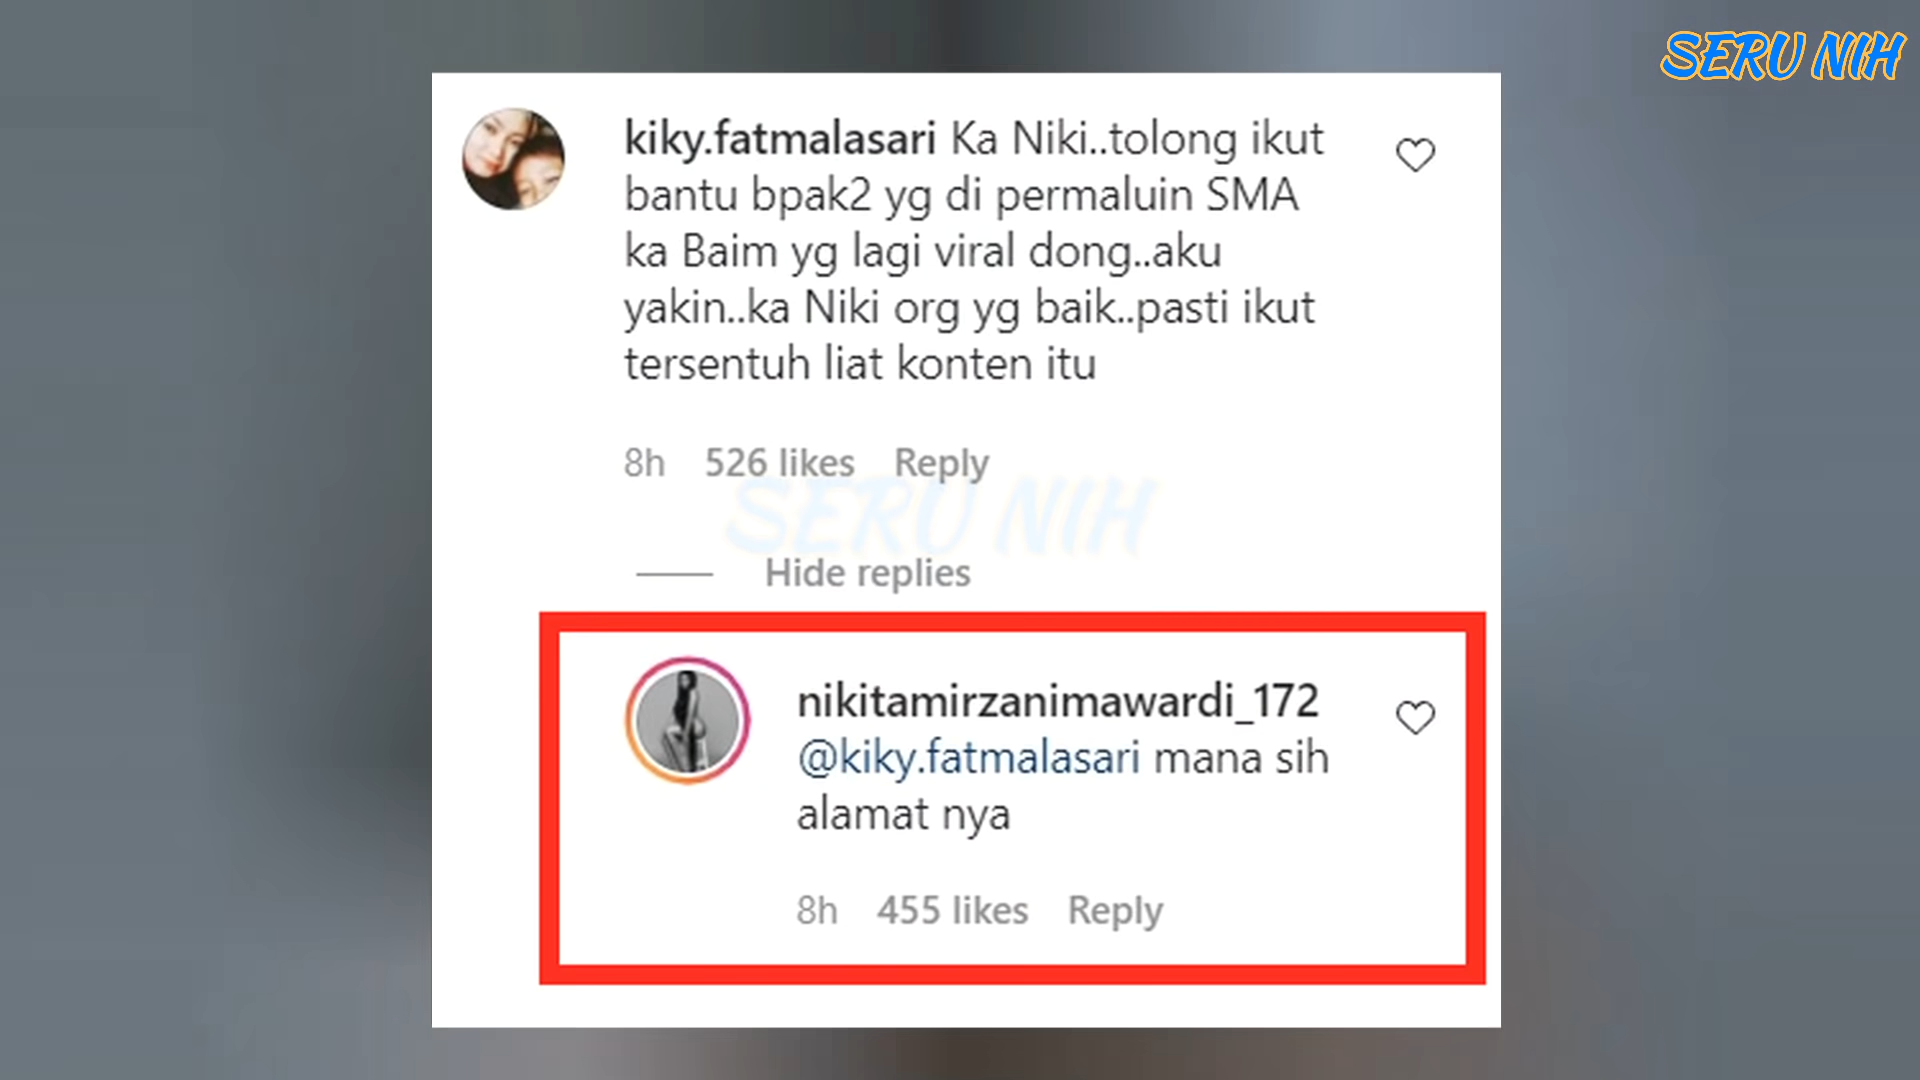 SERU NIH
kiky.fatmalasari Ka Niki..tolong ikut
bantu bpak2 yg di permaluin SMA
ka Baim yg lagi viral dong..aku
yakin..ka Niki org yg baik..pasti ikut
tersentuh liat konten itu
8h 526 likes Reply
SERU NIH
Hide replies
nikitamirzanimawardi_172
@kiky.fatmalasari mana sih
alamat nya
8h 455 likes Reply